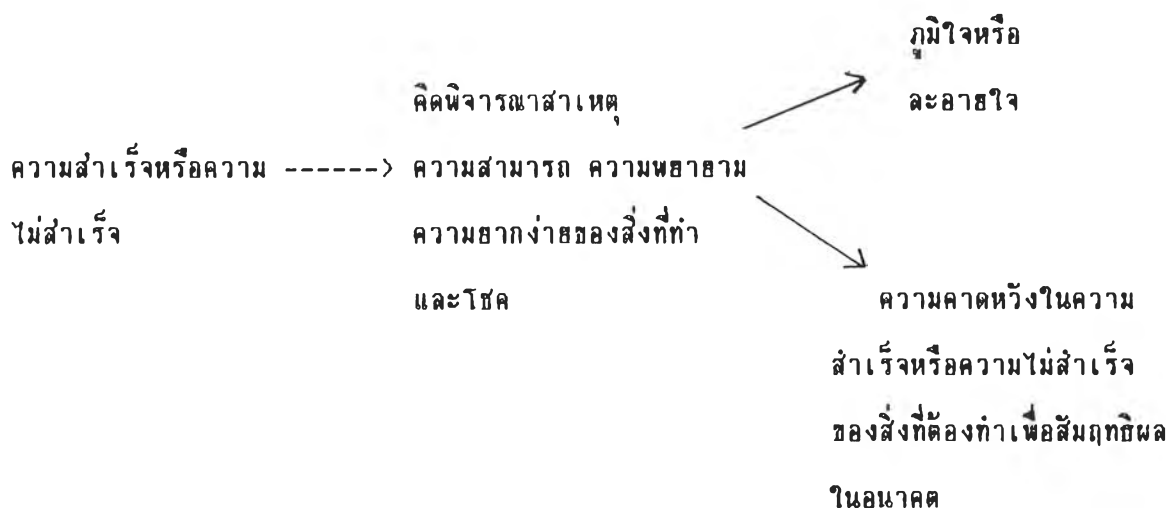 ความสำเร็จหรือความ ------>
ไม่สำเร็จ
คิดพิจารณาสาเหตุ
ความสามารถ ความพยายาม
ความยากง่ายของสิ่งที่ทำ
และโชค
ภูมิใจหรือ
ละอายใจ
ความคาดหวังในความ
สำเร็จหรือความไม่สำเร็จ
ของสิ่งที่ต้องทำเพื่อสัมฤทธิผล
ในอนาคต